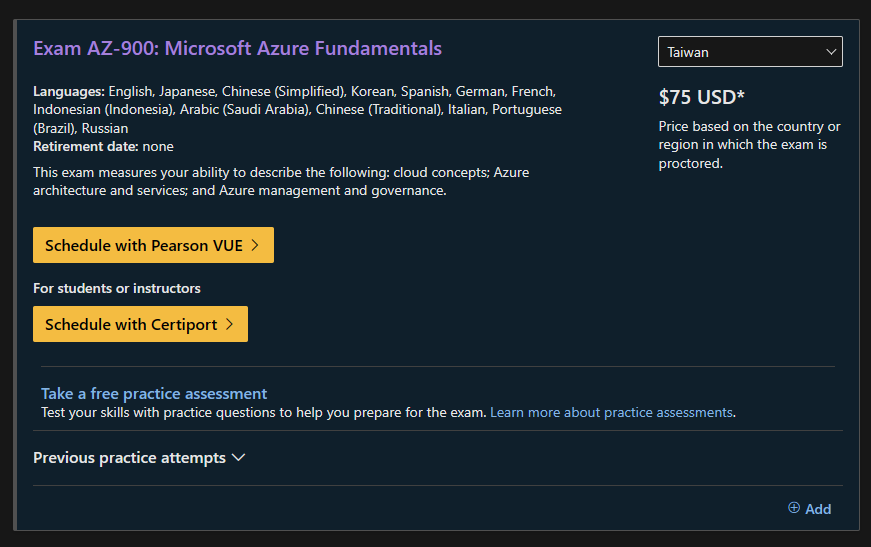 Exam AZ-900: Microsoft Azure Fundamentals
Taiwan
Languages: English, Japanese, Chinese (Simplified), Korean, Spanish, German, French,
Indonesian (Indonesia), Arabic (Saudi Arabia), Chinese (Traditional), Italian, Portuguese
(Brazil), Russian
Retirement date: none
$75 USD*
Price based on the country or
region in which the exam is
proctored.
This exam measures your ability to describe the following: cloud concepts; Azure
architecture and services; and Azure management and governance.
Schedule with Pearson VUE
For students or instructors
Schedule with Certiport
Take a free practice assessment
Test your skills with practice questions to help you prepare for the exam. Learn more about practice assessments.
Previous practice attempts
Add